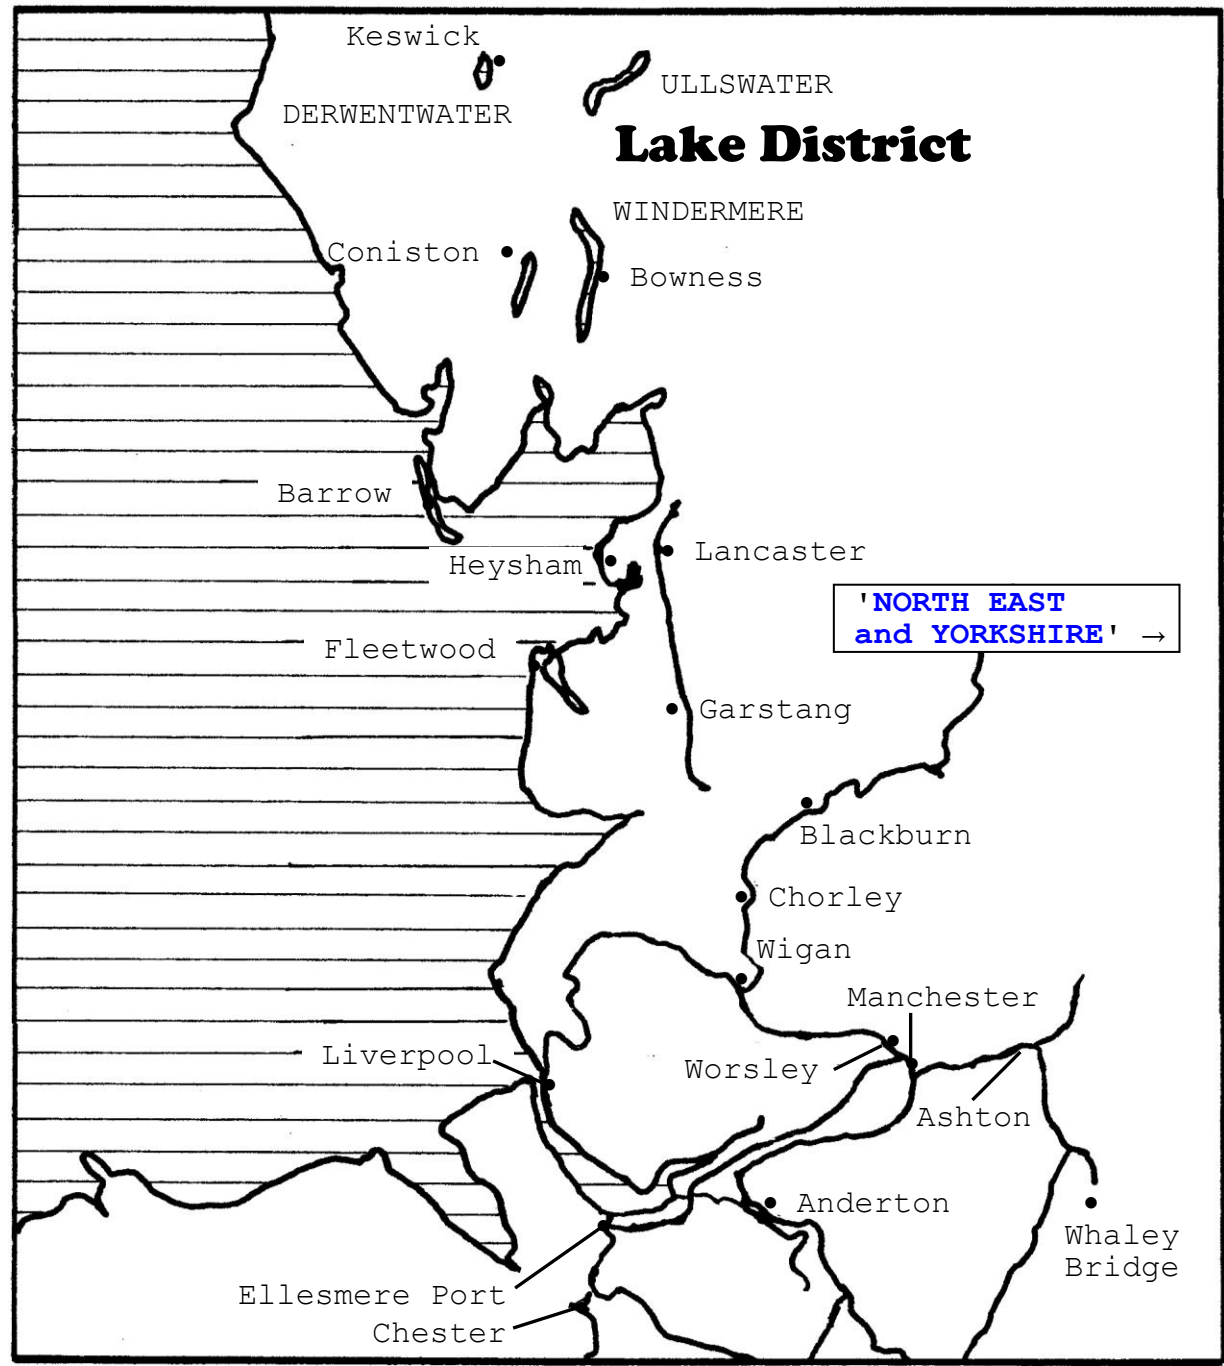 Keswick
ULLSWATER
DERWENTWATER
Lake District
WINDERMERE
Coniston
Bowness
Barrow
Lancaster
Heysham
'NORTH EAST
and YORKSHIRE' →
Fleetwood
Garstang
Blackburn
Chorley
Wigan
Manchester
Liverpool
Worsley
Ashton
Anderton
Whaley
Bridge
Ellesmere Port
Chester